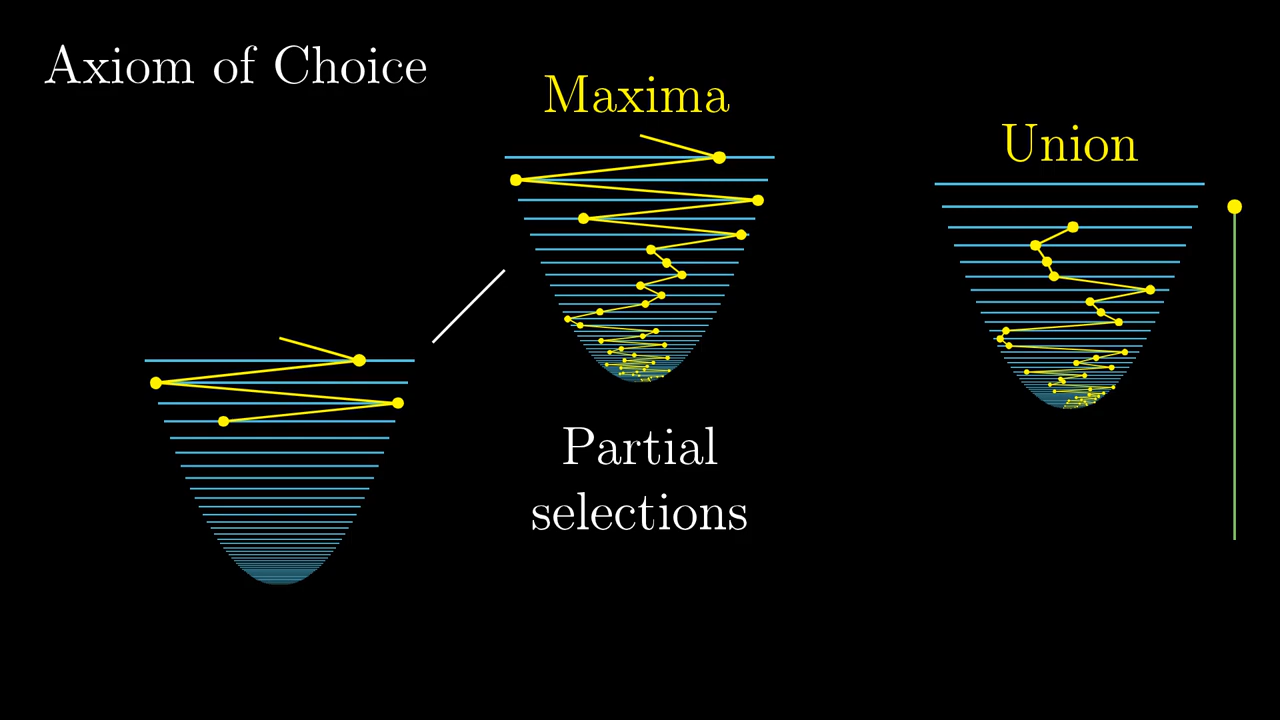 Axiom of Choice
Maxima
Union
Partial
selections